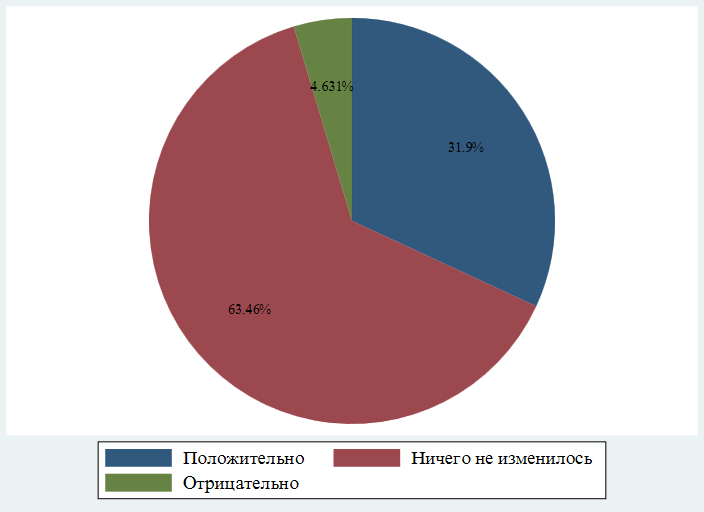 4.631%
31.9%
63.46%
Положительно Ничего не изменилось
Отрицательно